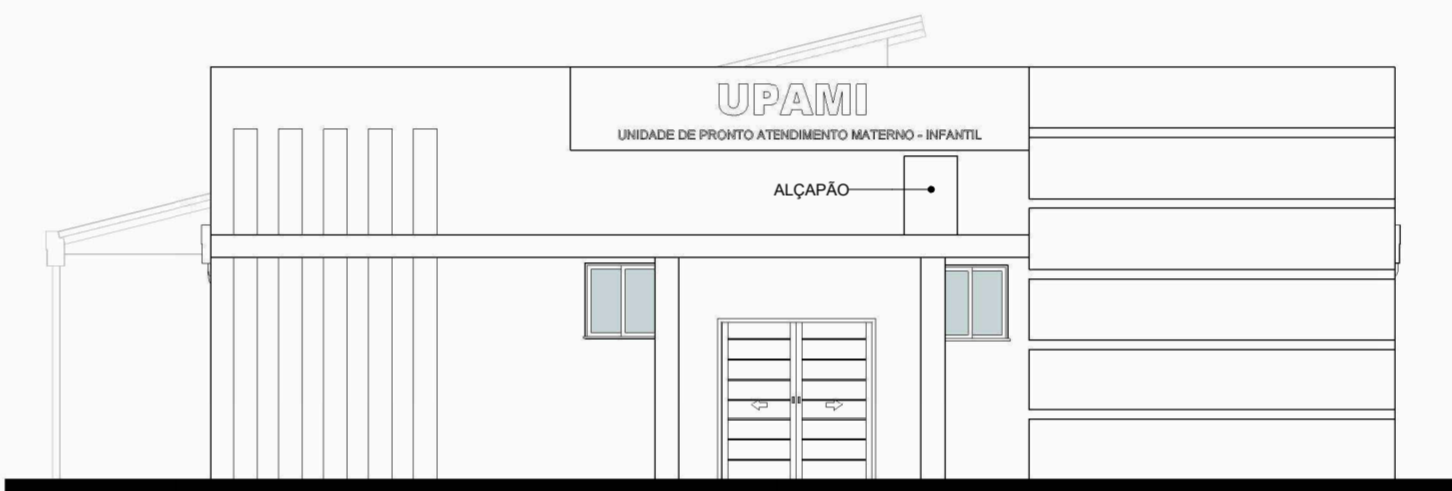 UPAMI
UNIDADE DE PRONTO ATENDIMENTO MATERNO - INFANTIL
ALÇAPÃO